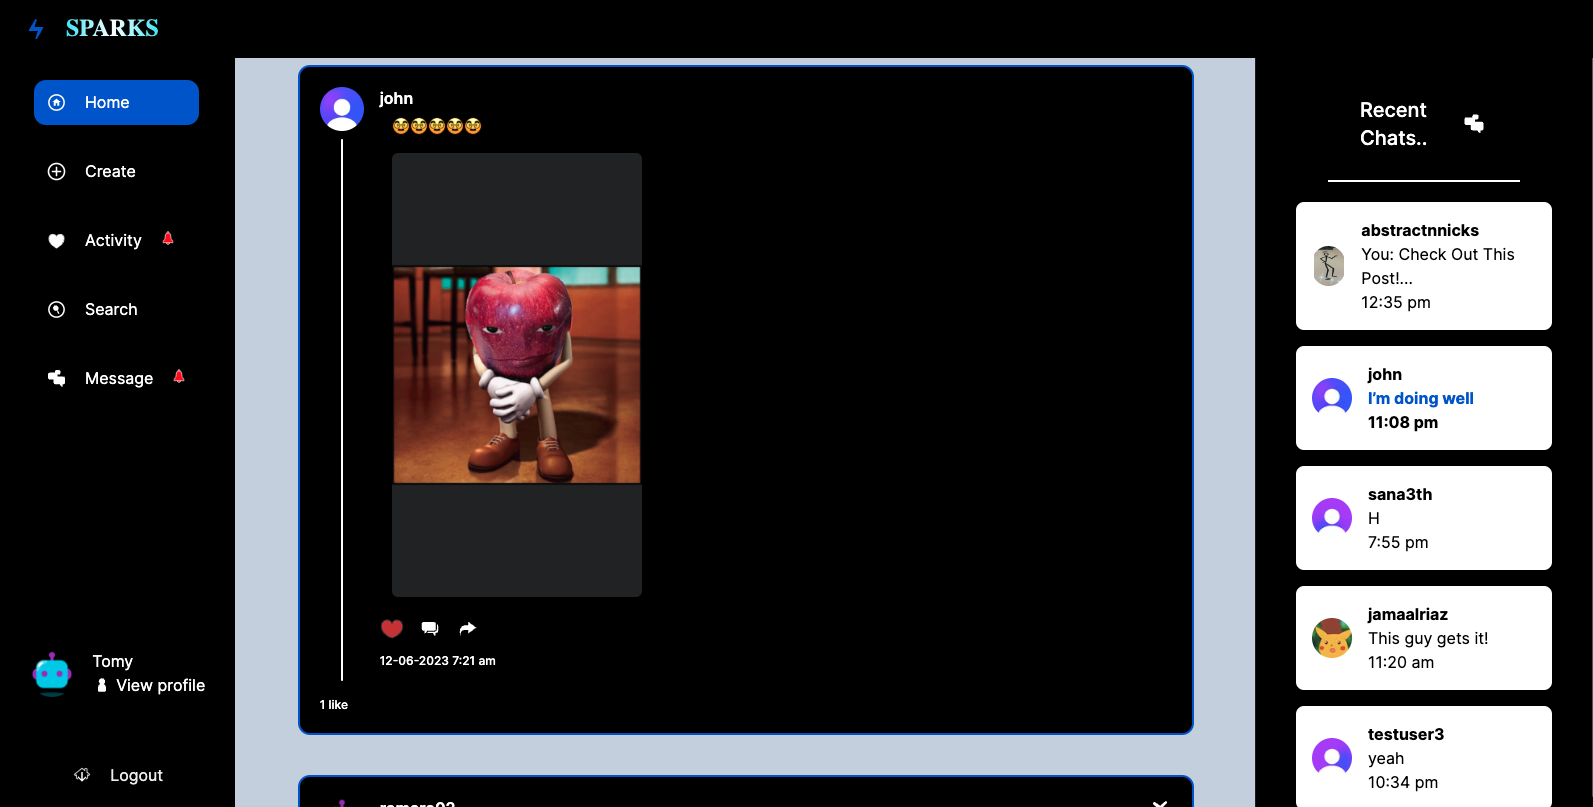 SPARKS
Home
Create
Activity
Search
Message
Tomy
View profile
Logout
john
🥸🥸🥸🥸🥸
12-06-2023 7:21 am
1 like
Recent
Chats..
abstractnnicks
You: Check Out This
Post!...
12:35 pm
john
I'm doing well
11:08 pm
sana3th
H
7:55 pm
jamaalriaz
This guy gets it!
11:20 am
testuser3
yeah
10:34 pm